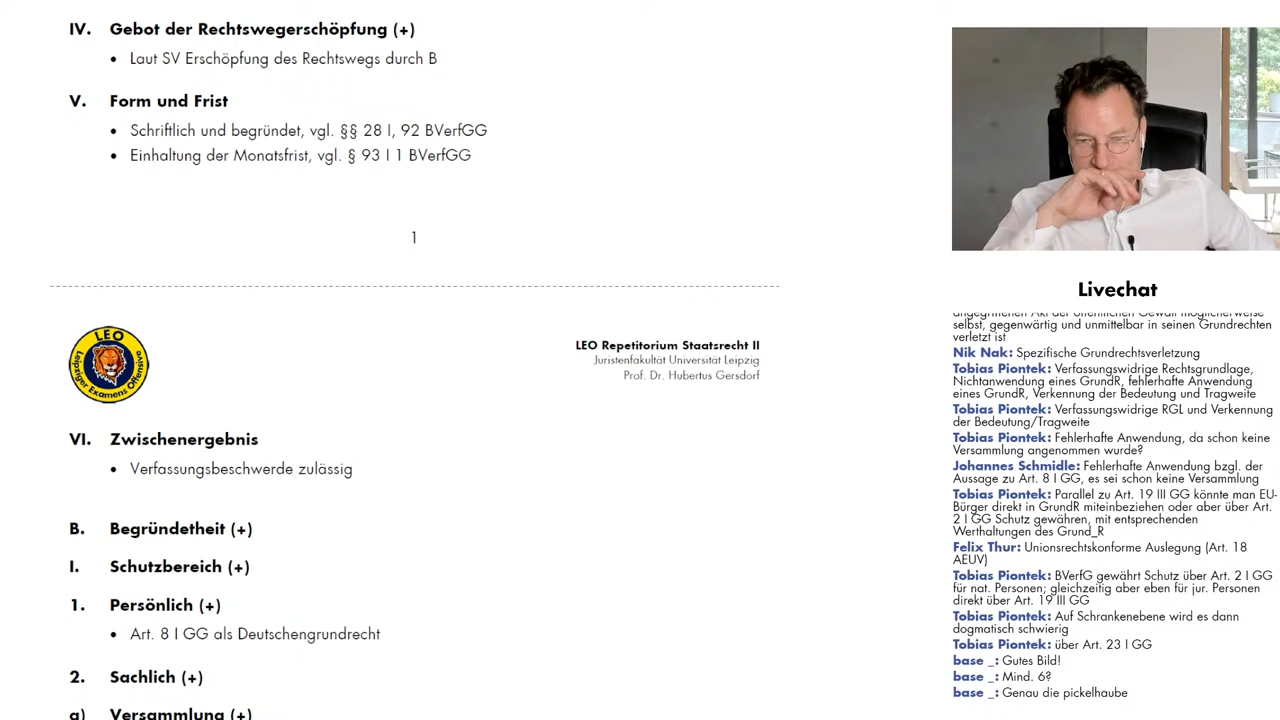 IV. Gebot der Rechtswegerschöpfung (+)
• Laut SV Erschöpfung des Rechtswegs durch B
V. Form und Frist
• Schriftlich und begründet, vgl. §§ 28 I, 92 BVerfGG
• Einhaltung der Monatsfrist, vgl. § 93 I 1 BVerfGG
1
LEO
Leipziger Examens Offensive
LEO Repetitorium Staatsrecht II
Juristenfakultät Universität Leipzig
Prof. Dr. Hubertus Gersdorf
VI. Zwischenergebnis
• Verfassungsbeschwerde zulässig
B. Begründetheit (+)
I. Schutzbereich (+)
1. Persönlich (+)
• Art. 8 I GG als Deutschengrundrecht
2. Sachlich (+)
a) Versammlung (+)
Livechat
angegriffenen Akt der öffentlichen Gewalt möglicherweise
selbst, gegenwärtig und unmittelbar in seinen Grundrechten
verletzt ist
Nik Nak: Spezifische Grundrechtsverletzung
Tobias Piontek: Verfassungswidrige Rechtsgrundlage,
Nichtanwendung eines GrundR, fehlerhafte Anwendung
eines GrundR, Verkennung der Bedeutung und Tragweite
Tobias Piontek: Verfassungswidrige RGL und Verkennung
der Bedeutung/Tragweite
Tobias Piontek: Fehlerhafte Anwendung, da schon keine
Versammlung angenommen wurde?
Johannes Schmidle: Fehlerhafte Anwendung bzgl. der
Aussage zu Art. 8 I GG, es sei schon keine Versammlung
Tobias Piontek: Parallel zu Art. 19 III GG könnte man EU-
Bürger direkt in GrundR miteinbeziehen oder aber über Art.
2 I GG Schutz gewähren, mit entsprechenden
Werthaltungen des Grund_R
Felix Thur: Unionsrechtskonforme Auslegung (Art. 18
AEUV)
Tobias Piontek: BVerfG gewährt Schutz über Art. 2 I GG
für nat. Personen; gleichzeitig aber eben für jur. Personen
direkt über Art. 19 III GG
Tobias Piontek: Auf Schrankenebene wird es dann
dogmatisch schwierig
Tobias Piontek: über Art. 23 I GG
base _: Gutes Bild!
base _: Mind. 6?
base _: Genau die pickelhaube